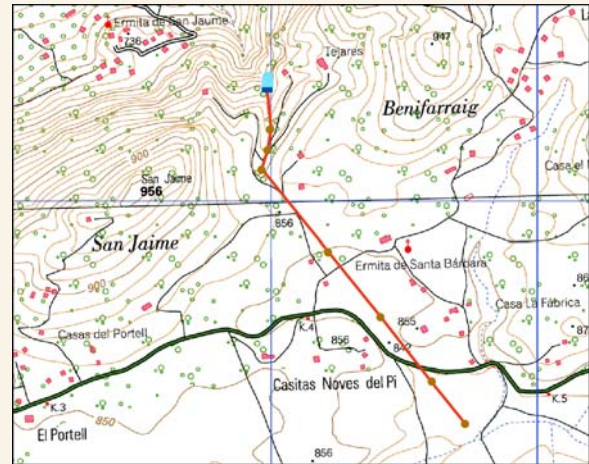 Ermita de San Jaume
736
947
La
Tejares
Benifarraig
900
San Jaime
956
Casa el
856
San Jaime
Ermita de Santa Bárbara
900
Casa La Fábrica
885
K.4
Casas del Portell
856
842
Casitas Noves del Pi
K.3
850
K.5
El Portell
856